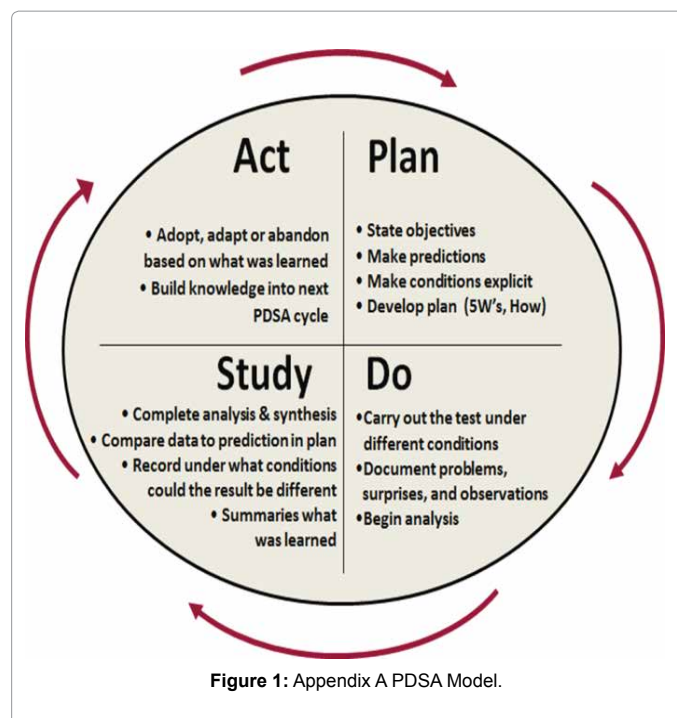 Act
• Adopt, adapt or abandon
based on what was learned
• Build knowledge into next
PDSA cycle
Plan
• State objectives
• Make predictions
• Make conditions explicit
• Develop plan (5W's, How)
Study
• Complete analysis & synthesis
• Compare data to prediction in plan
• Record under what conditions
could the result be different
• Summaries what
was learned
Do
•Carry out the test under
different conditions
•Document problems,
surprises, and observations
•Begin analysis
Figure 1: Appendix A PDSA Model.